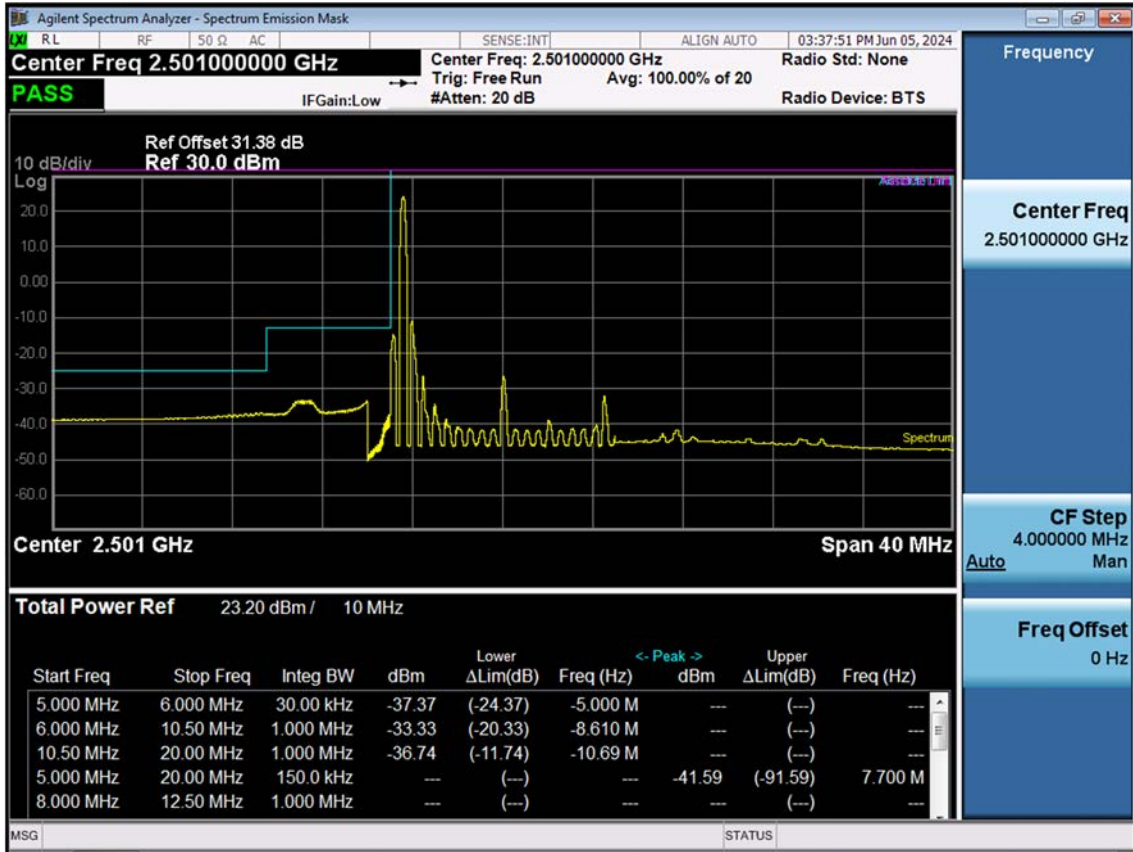 Agilent Spectrum Analyzer - Spectrum Emission Mask
LXI RL RF 50 Ω AC SENSE:INT ALIGN AUTO 03:37:51 PM Jun 05, 2024
Center Freq 2.501000000 GHz
PASS
IFGain:Low
Center Freq: 2.501000000 GHz
Trig: Free Run Avg: 100.00% of 20
#Atten: 20 dB
Radio Std: None
Radio Device: BTS
Ref Offset 31.38 dB
10 dB/div Ref 30.0 dBm
Log
Absolute Limit
20.0
10.0
0.00
-10.0
-20.0
-30.0
-40.0
-50.0
-60.0
Spectrum
Center 2.501 GHz Span 40 MHz
Total Power Ref 23.20 dBm / 10 MHz
Lower <- Peak -> Upper
Start Freq Stop Freq Integ BW dBm ΔLim(dB) Freq (Hz) dBm ΔLim(dB) Freq (Hz)
5.000 MHz 6.000 MHz 30.00 kHz -37.37 (-24.37) -5.000 M --- (---) ---
6.000 MHz 10.50 MHz 1.000 MHz -33.33 (-20.33) -8.610 M --- (---) ---
10.50 MHz 20.00 MHz 1.000 MHz -36.74 (-11.74) -10.69 M --- (---) ---
5.000 MHz 20.00 MHz 150.0 kHz --- (---) --- -41.59 (-91.59) 7.700 M
8.000 MHz 12.50 MHz 1.000 MHz --- (---) --- --- (---) ---
MSG STATUS
Frequency
Center Freq
2.501000000 GHz
CF Step
4.000000 MHz
Auto Man
Freq Offset
0 Hz